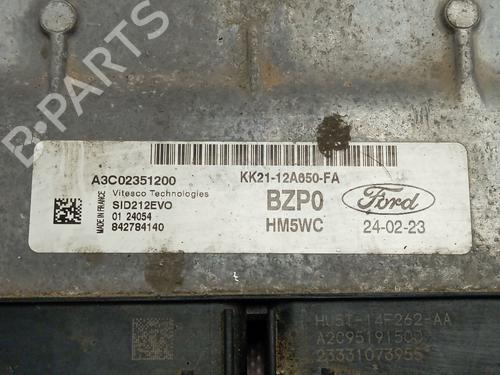 A3C02351200
KK21-12A650-FA
Vitesco Technologies
SID212EVO
01 24054
842784140
MADE IN FRANCE
BZP0
HM5WC
Ford
24-02-23
HU5T-14F262-AA
A2C95191500
23331073955
B PARTS